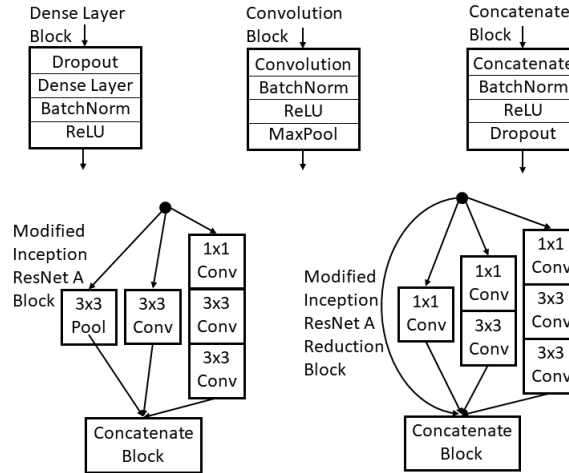 Dense Layer
Block
Dropout
Dense Layer
BatchNorm
ReLU
Convolution
Block
Convolution
BatchNorm
ReLU
MaxPool
Concatenate
Block
Concatenate
BatchNorm
ReLU
Dropout
Modified
Inception
ResNet A
Block
3x3
Pool
3x3
Conv
1x1
Conv
3x3
Conv
3x3
Conv
Concatenate
Block
Modified
Inception
ResNet A
Reduction
Block
1x1
Conv
1x1
Conv
3x3
Conv
1x1
Conv
3x3
Conv
3x3
Conv
Concatenate
Block